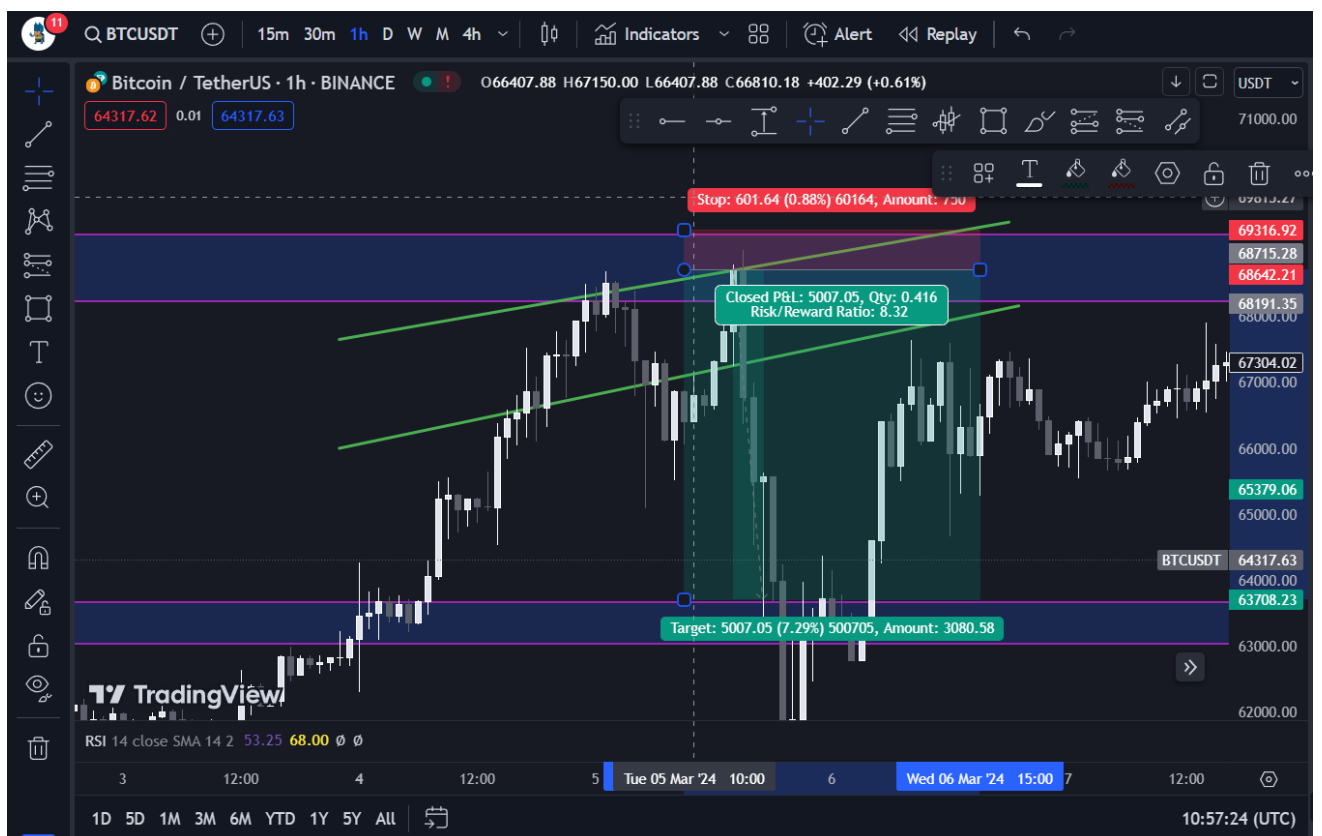 11
BTCUSDT
15m 30m 1h D W M 4h
Indicators
Alert
Replay
Bitcoin / TetherUS · 1h · BINANCE
O66407.88 H67150.00 L66407.88 C66810.18 +402.29 (+0.61%)
USDT
64317.62 0.01 64317.63
71000.00
Stop: 601.64 (0.88%) 60164, Amount: 750
69815.27
69316.92
68715.28
68642.21
Closed P&L: 5007.05, Qty: 0.416
Risk/Reward Ratio: 8.32
68191.35
68000.00
67304.02
67000.00
66000.00
65379.06
65000.00
BTCUSDT 64317.63
64000.00
63708.23
Target: 5007.05 (7.29%) 500705, Amount: 3080.58
63000.00
TradingView
62000.00
RSI 14 close SMA 14 2 53.25 68.00 Ø Ø
3 12:00 4 12:00 5 Tue 05 Mar '24 10:00 6 Wed 06 Mar '24 15:00 7 12:00
1D 5D 1M 3M 6M YTD 1Y 5Y All
10:57:24 (UTC)